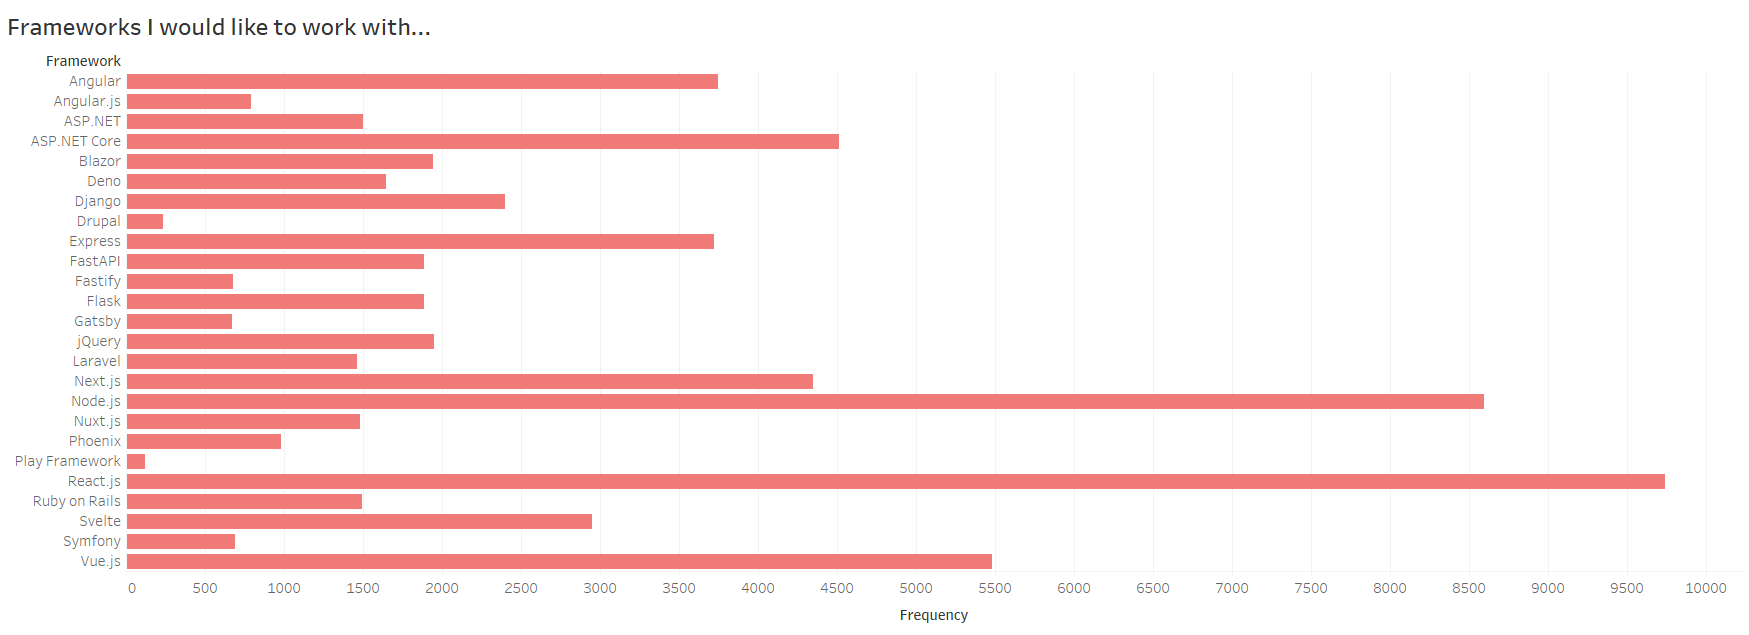 Frameworks I would like to work with...
Framework
Angular
Angular.js
ASP.NET
ASP.NET Core
Blazor
Deno
Django
Drupal
Express
FastAPI
Fastify
Flask
Gatsby
jQuery
Laravel
Next.js
Node.js
Nuxt.js
Phoenix
Play Framework
React.js
Ruby on Rails
Svelte
Symfony
Vue.js
0 500 1000 1500 2000 2500 3000 3500 4000 4500 5000 5500 6000 6500 7000 7500 8000 8500 9000 9500 10000
Frequency